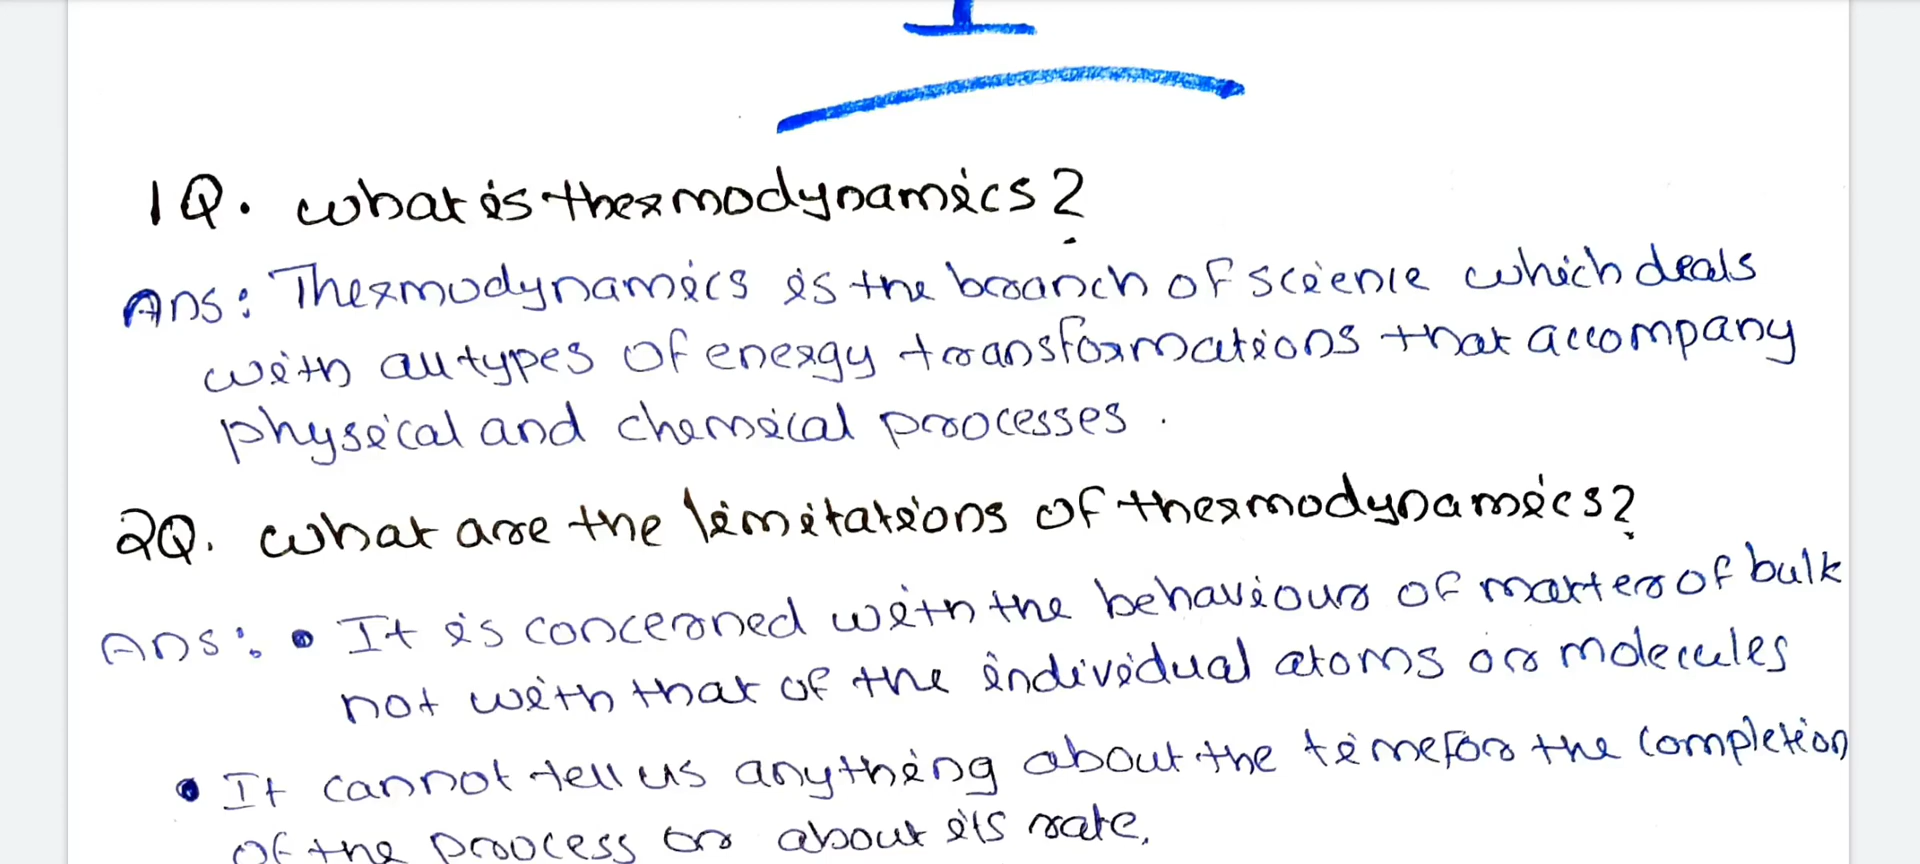 1Q. What is thermodynamics?
Ans: Thermodynamics is the branch of science which deals
with all types of energy transformations that accompany
physical and chemical processes.
2Q. What are the limitations of thermodynamics?
Ans: • It is concerned with the behaviour of matter of bulk
not with that of the individual atoms or molecules
• It cannot tell us anything about the time for the completion
of the process or about its rate.